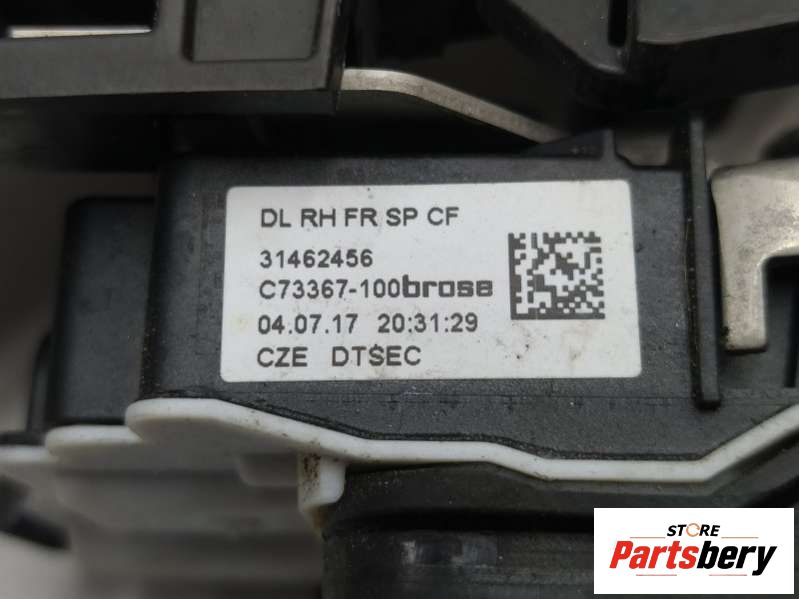 DL RH FR SP CF
31462456
C73367-100brose
04.07.17 20:31:29
CZE DTSEC
STORE
Partsbery